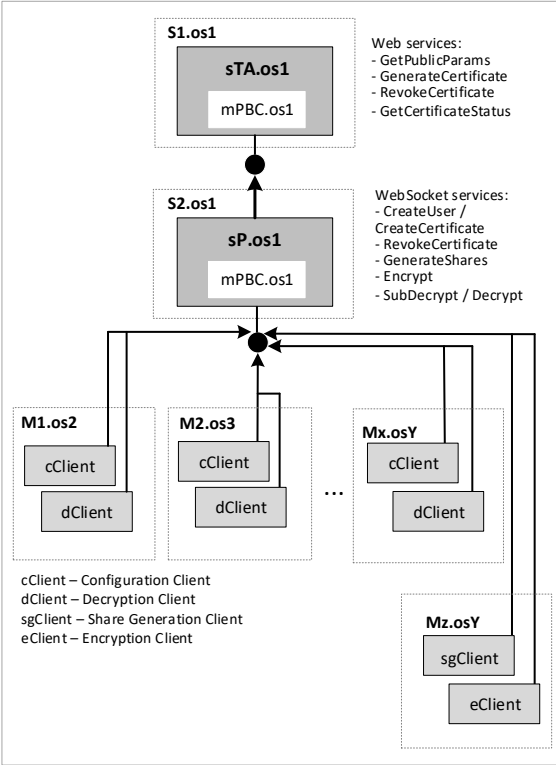 S1.os1
sTA.os1
mPBC.os1
Web services:
- GetPublicParams
- GenerateCertificate
- RevokeCertificate
- GetCertificateStatus
S2.os1
sP.os1
mPBC.os1
WebSocket services:
- CreateUser /
CreateCertificate
- RevokeCertificate
- GenerateShares
- Encrypt
- SubDecrypt / Decrypt
M1.os2
cClient
dClient
M2.os3
cClient
dClient
...
Mx.osY
cClient
dClient
cClient – Configuration Client
dClient – Decryption Client
sgClient – Share Generation Client
eClient – Encryption Client
Mz.osY
sgClient
eClient